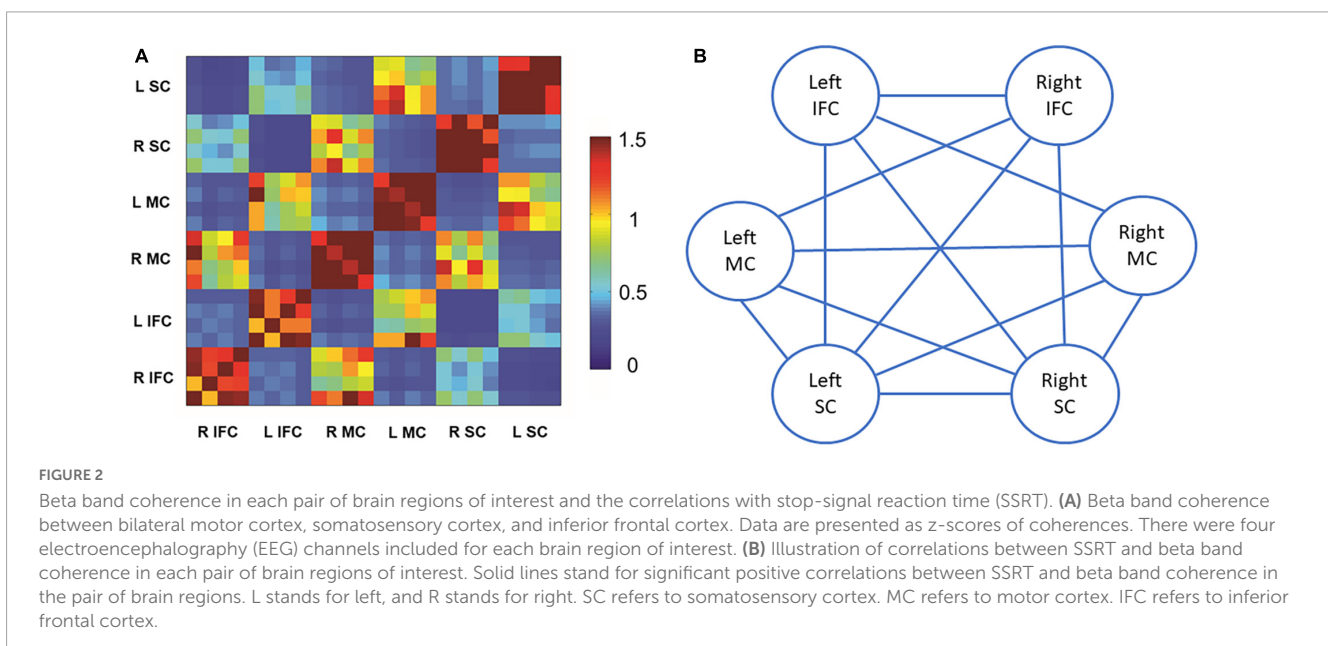 A
L SC
R SC
L MC
R MC
L IFC
R IFC
R IFC L IFC R MC L MC R SC L SC
1.5
1
0.5
0
B
Left
IFC
Right
IFC
Left
MC
Right
MC
Left
SC
Right
SC
FIGURE 2
Beta band coherence in each pair of brain regions of interest and the correlations with stop-signal reaction time (SSRT). (A) Beta band coherence
between bilateral motor cortex, somatosensory cortex, and inferior frontal cortex. Data are presented as z-scores of coherences. There were four
electroencephalography (EEG) channels included for each brain region of interest. (B) Illustration of correlations between SSRT and beta band
coherence in each pair of brain regions of interest. Solid lines stand for significant positive correlations between SSRT and beta band coherence in
the pair of brain regions. L stands for left, and R stands for right. SC refers to somatosensory cortex. MC refers to motor cortex. IFC refers to inferior
frontal cortex.